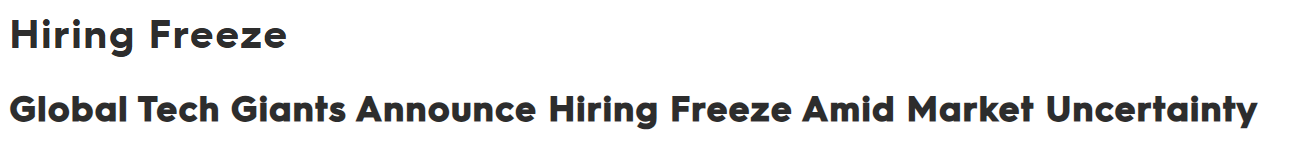 Hiring Freeze
Global Tech Giants Announce Hiring Freeze Amid Market Uncertainty